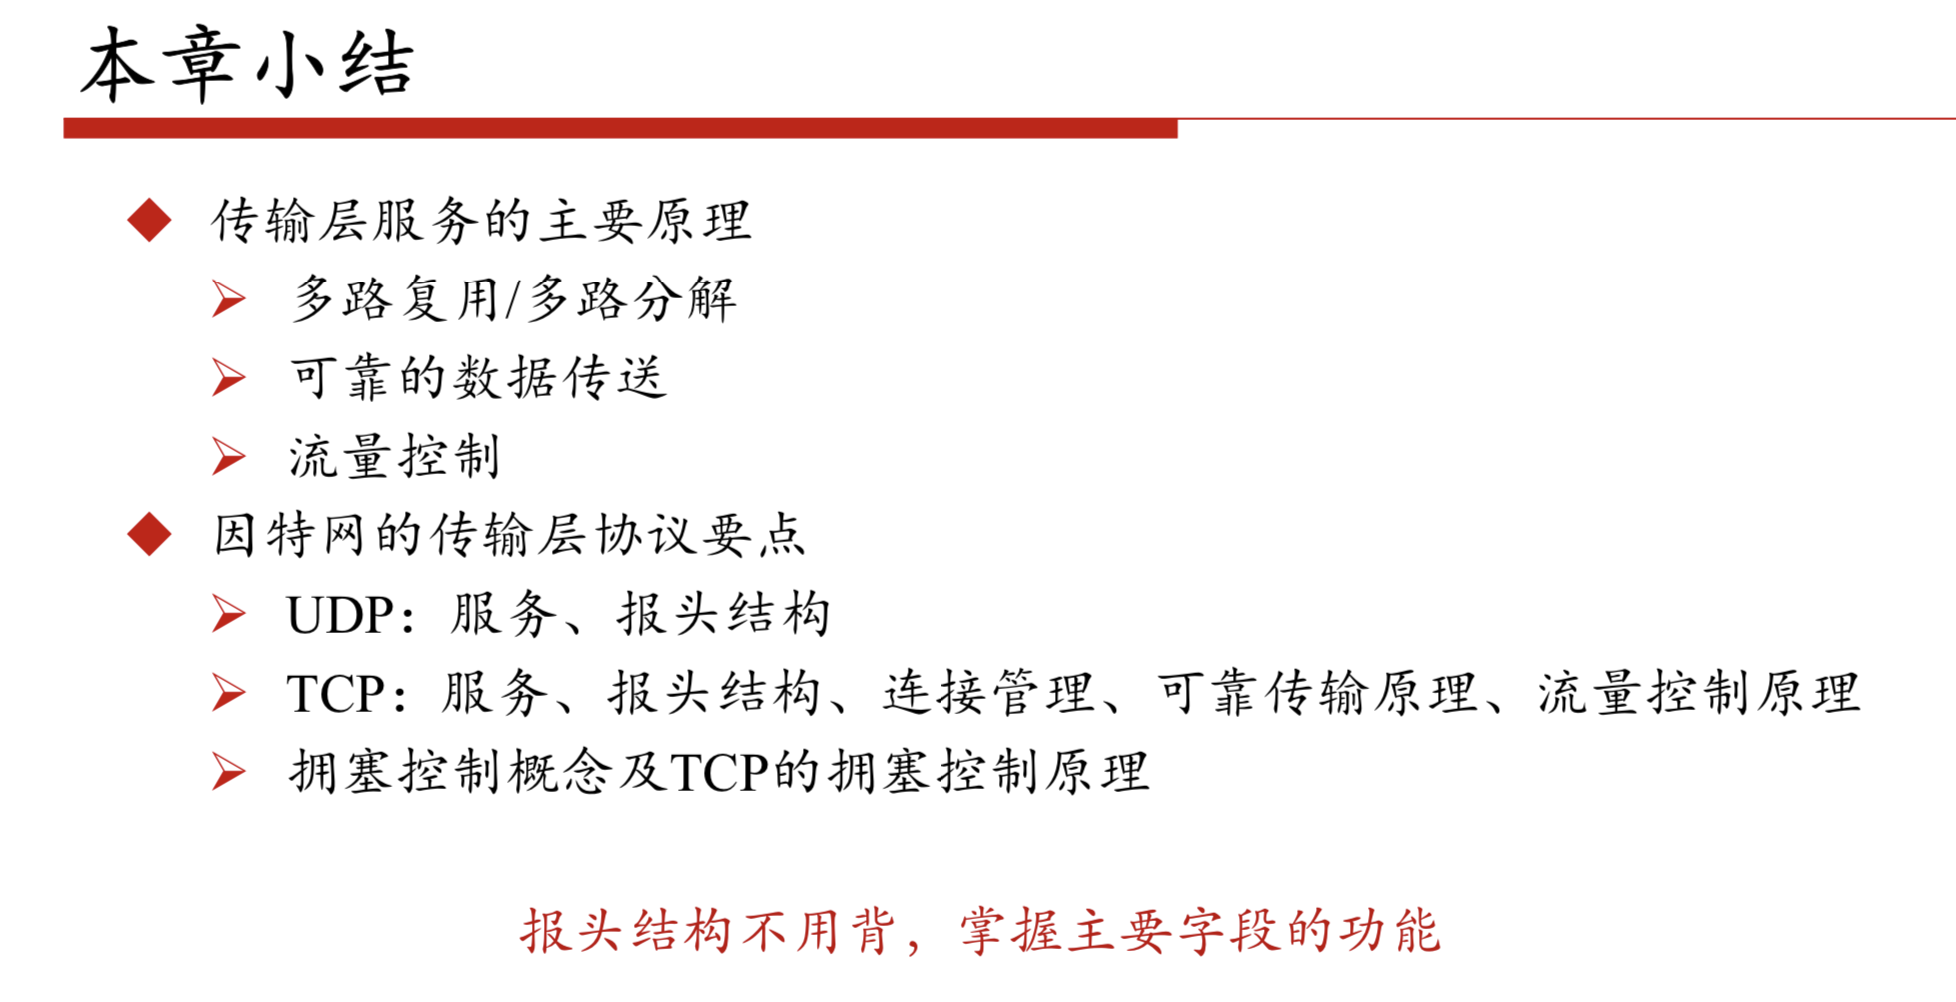 本章小结
传输层服务的主要原理
多路复用/多路分解
可靠的数据传送
流量控制
因特网的传输层协议要点
UDP：服务、报头结构
TCP：服务、报头结构、连接管理、可靠传输原理、流量控制原理
拥塞控制概念及TCP的拥塞控制原理
报头结构不用背，掌握主要字段的功能